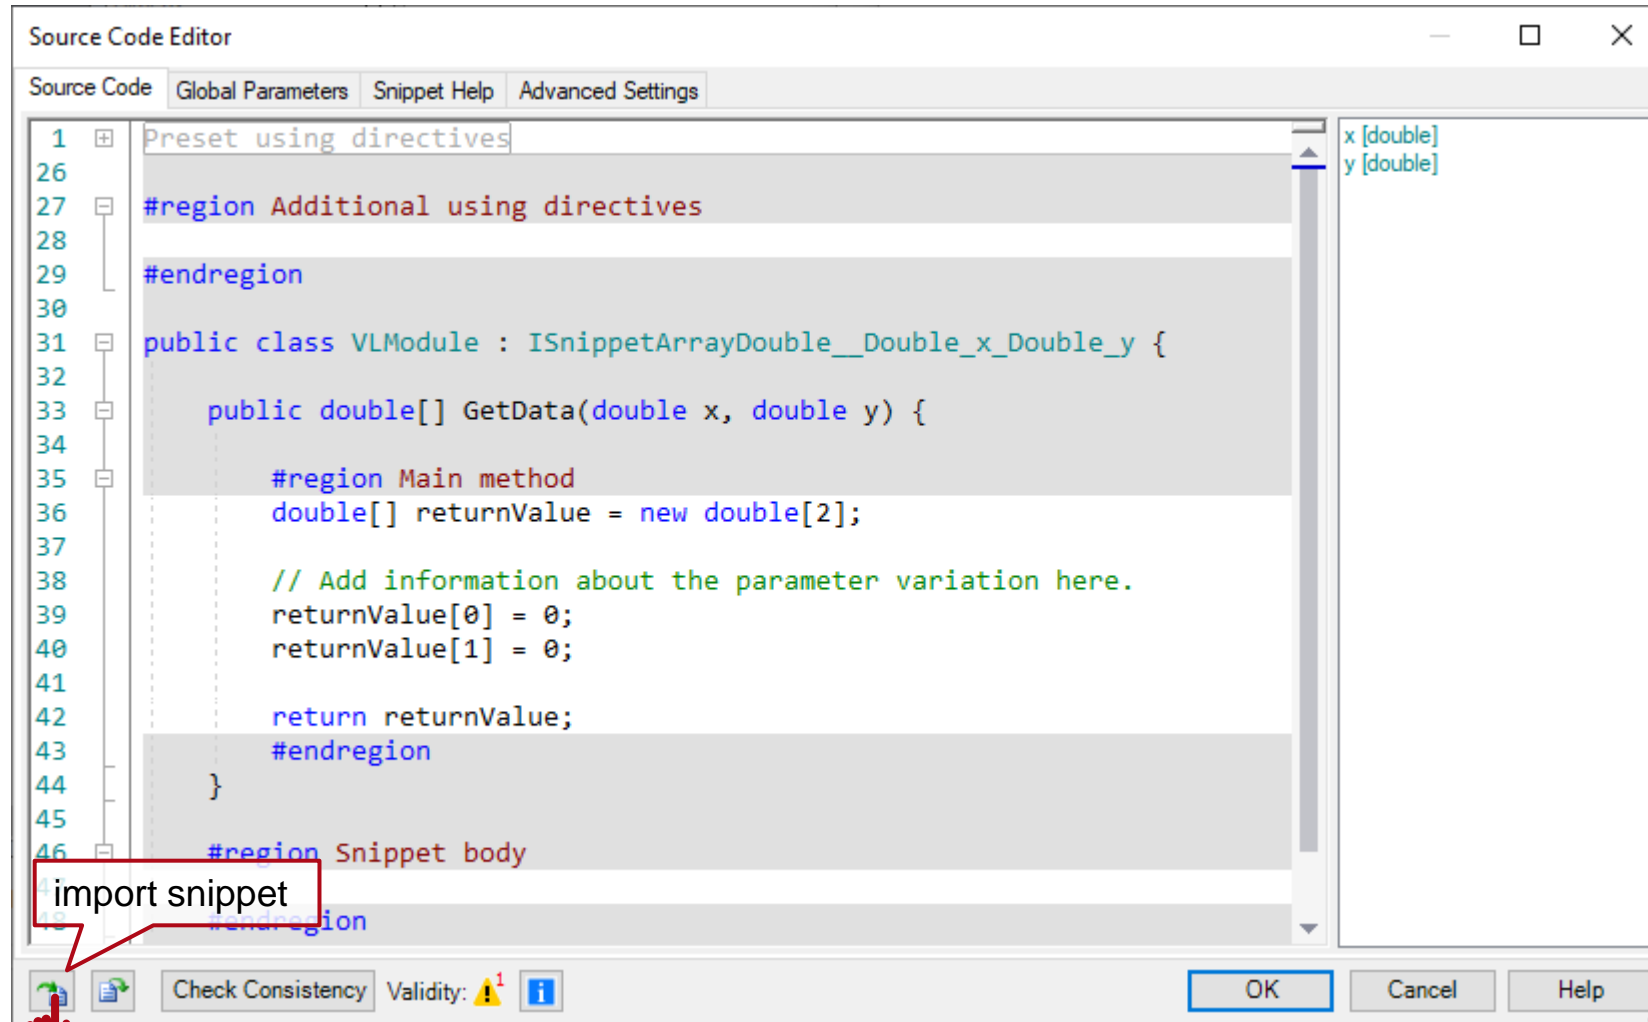 Source Code Editor
Source Code Global Parameters Snippet Help Advanced Settings
1 Preset using directives
26
27 #region Additional using directives
28
29 #endregion
30
31 public class VLModule : ISnippetArrayDouble__Double_x_Double_y {
32
33 public double[] GetData(double x, double y) {
34
35 #region Main method
36 double[] returnValue = new double[2];
37
38 // Add information about the parameter variation here.
39 returnValue[0] = 0;
40 returnValue[1] = 0;
41
42 return returnValue;
43 #endregion
44 }
45
46 #region Snippet body
47
48 #endregion
x [double]
y [double]
import snippet
Check Consistency Validity: 1 i OK Cancel Help